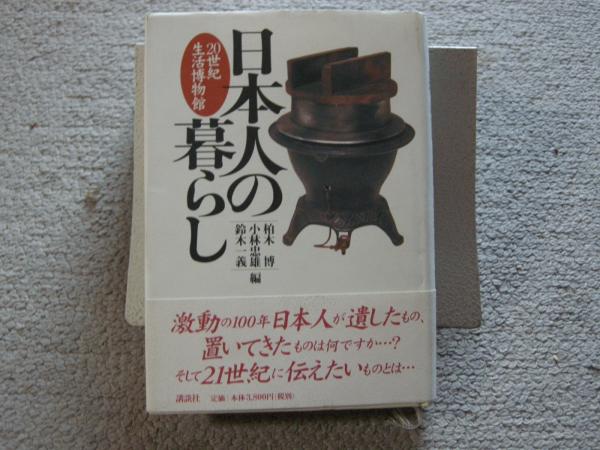 日本人の
暮らし
20世紀
生活博物館
柏木 博
小林忠雄
鈴木一義
編
激動の100年日本人が遺したもの、
置いてきたものは何ですか…?
そして21世紀に伝えたいものとは…
講談社 定価 本体3,800円(税別)